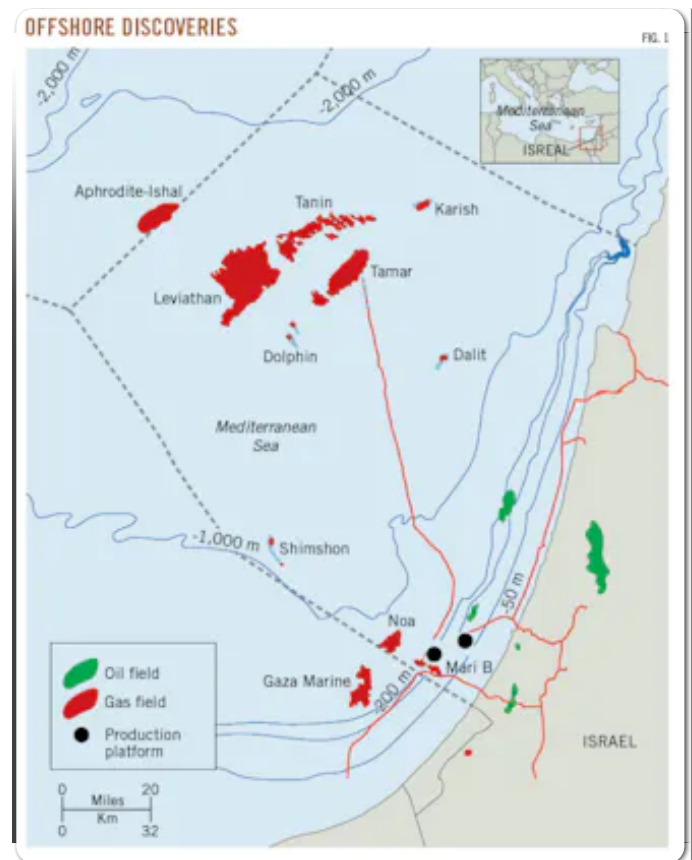 OFFSHORE DISCOVERIES
FIG. 1
-2,000 m
-2,000 m
Mediterranean
Sea
ISREAL
Aphrodite-Ishal
Tanin
Karish
Tamar
Leviathan
Dolphin
Dalit
Mediterranean
Sea
-1,000 m
Shimshon
-50 m
Noa
Mari B
Gaza Marine
-200 m
Oil field
Gas field
Production
platform
ISRAEL
0 20
Miles
Km
0 32